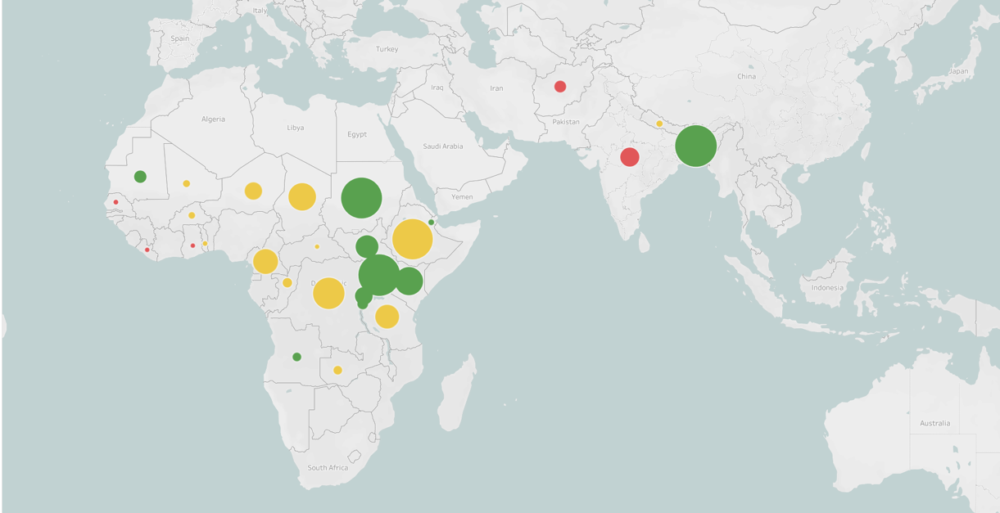 Italy
Spain
Turkey
Japan
China
Iraq
Iran
Algeria
Pakistan
Libya
Egypt
Saudi Arabia
Yemen
Indonesia
Australia
South Africa